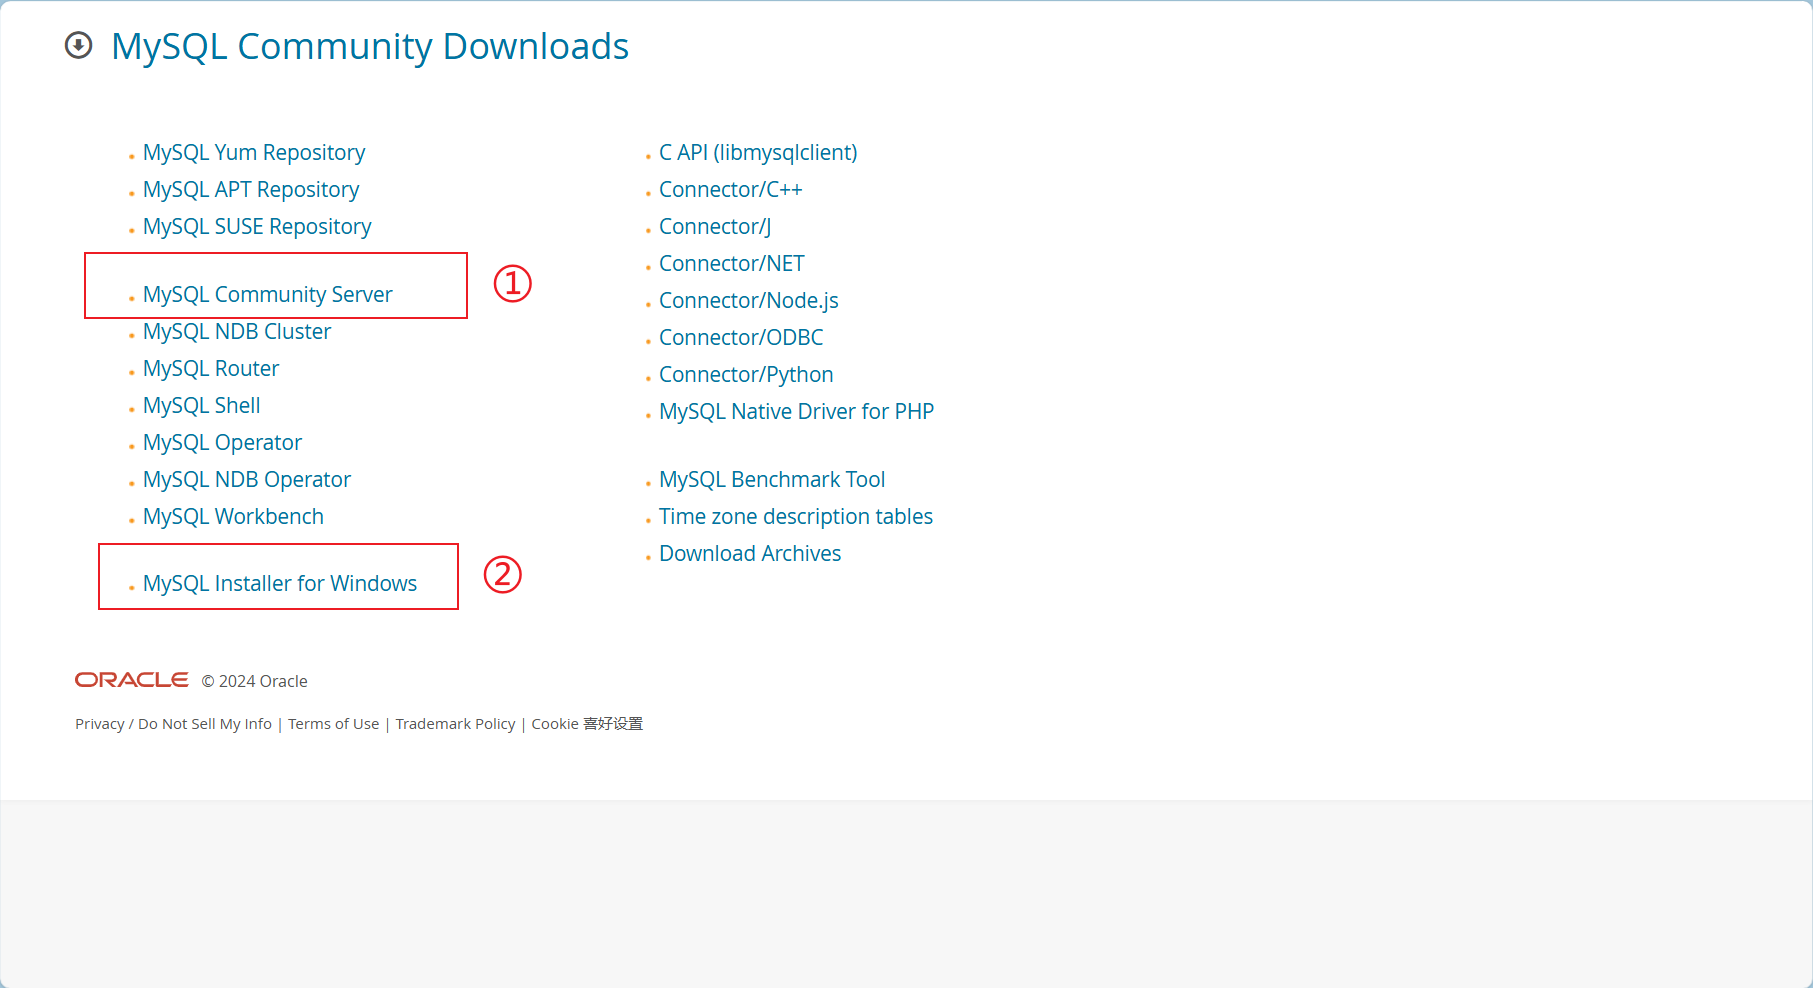 MySQL Community Downloads
MySQL Yum Repository
MySQL APT Repository
MySQL SUSE Repository
MySQL Community Server
①
MySQL NDB Cluster
MySQL Router
MySQL Shell
MySQL Operator
MySQL NDB Operator
MySQL Workbench
MySQL Installer for Windows
②
C API (libmysqlclient)
Connector/C++
Connector/J
Connector/NET
Connector/Node.js
Connector/ODBC
Connector/Python
MySQL Native Driver for PHP
MySQL Benchmark Tool
Time zone description tables
Download Archives
ORACLE © 2024 Oracle
Privacy / Do Not Sell My Info | Terms of Use | Trademark Policy | Cookie 喜好设置